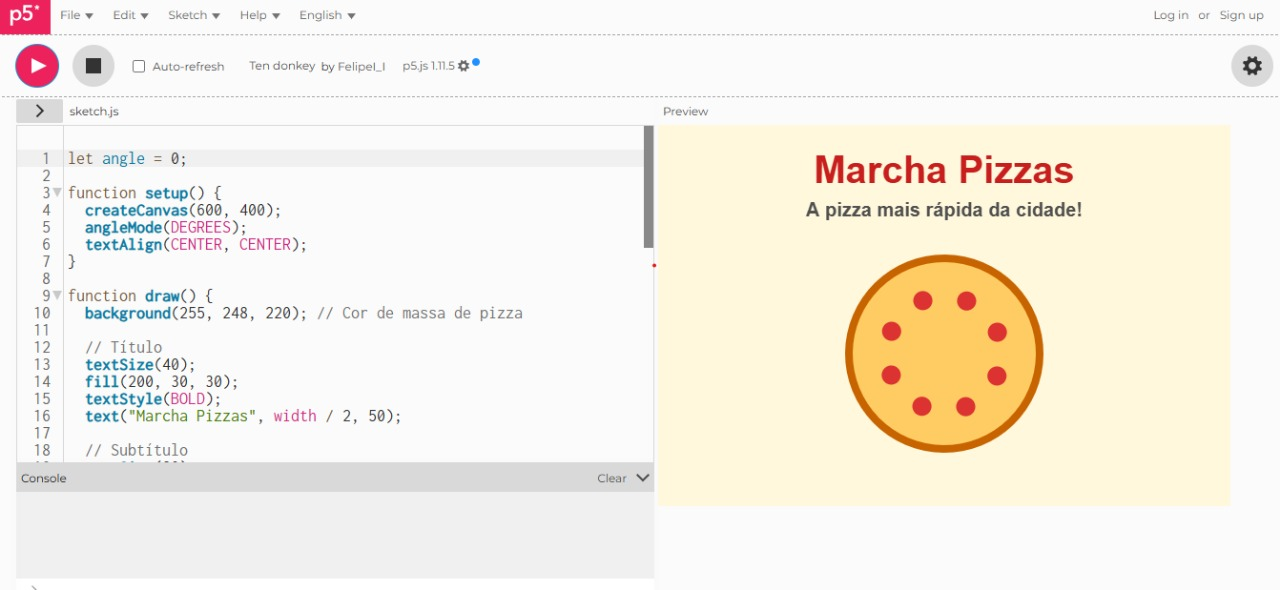 p5* File Edit Sketch Help English Log in or Sign up
Auto-refresh Ten donkey by FelipeI_I p5.js 1.11.5
sketch.js
1 let angle = 0;
2
3 function setup() {
4 createCanvas(600, 400);
5 angleMode(DEGREES);
6 textAlign(CENTER, CENTER);
7 }
8
9 function draw() {
10 background(255, 248, 220); // Cor de massa de pizza
11
12 // Título
13 textSize(40);
14 fill(200, 30, 30);
15 textStyle(BOLD);
16 text("Marcha Pizzas", width / 2, 50);
17
18 // Subtítulo
Console Clear
Preview
Marcha Pizzas
A pizza mais rápida da cidade!